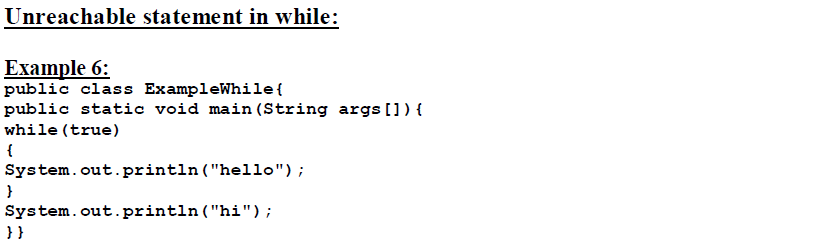 Unreachable statement in while:
Example 6:
public class ExampleWhile{
public static void main(String args[]){
while(true)
{
System.out.println("hello");
}
System.out.println("hi");
}}